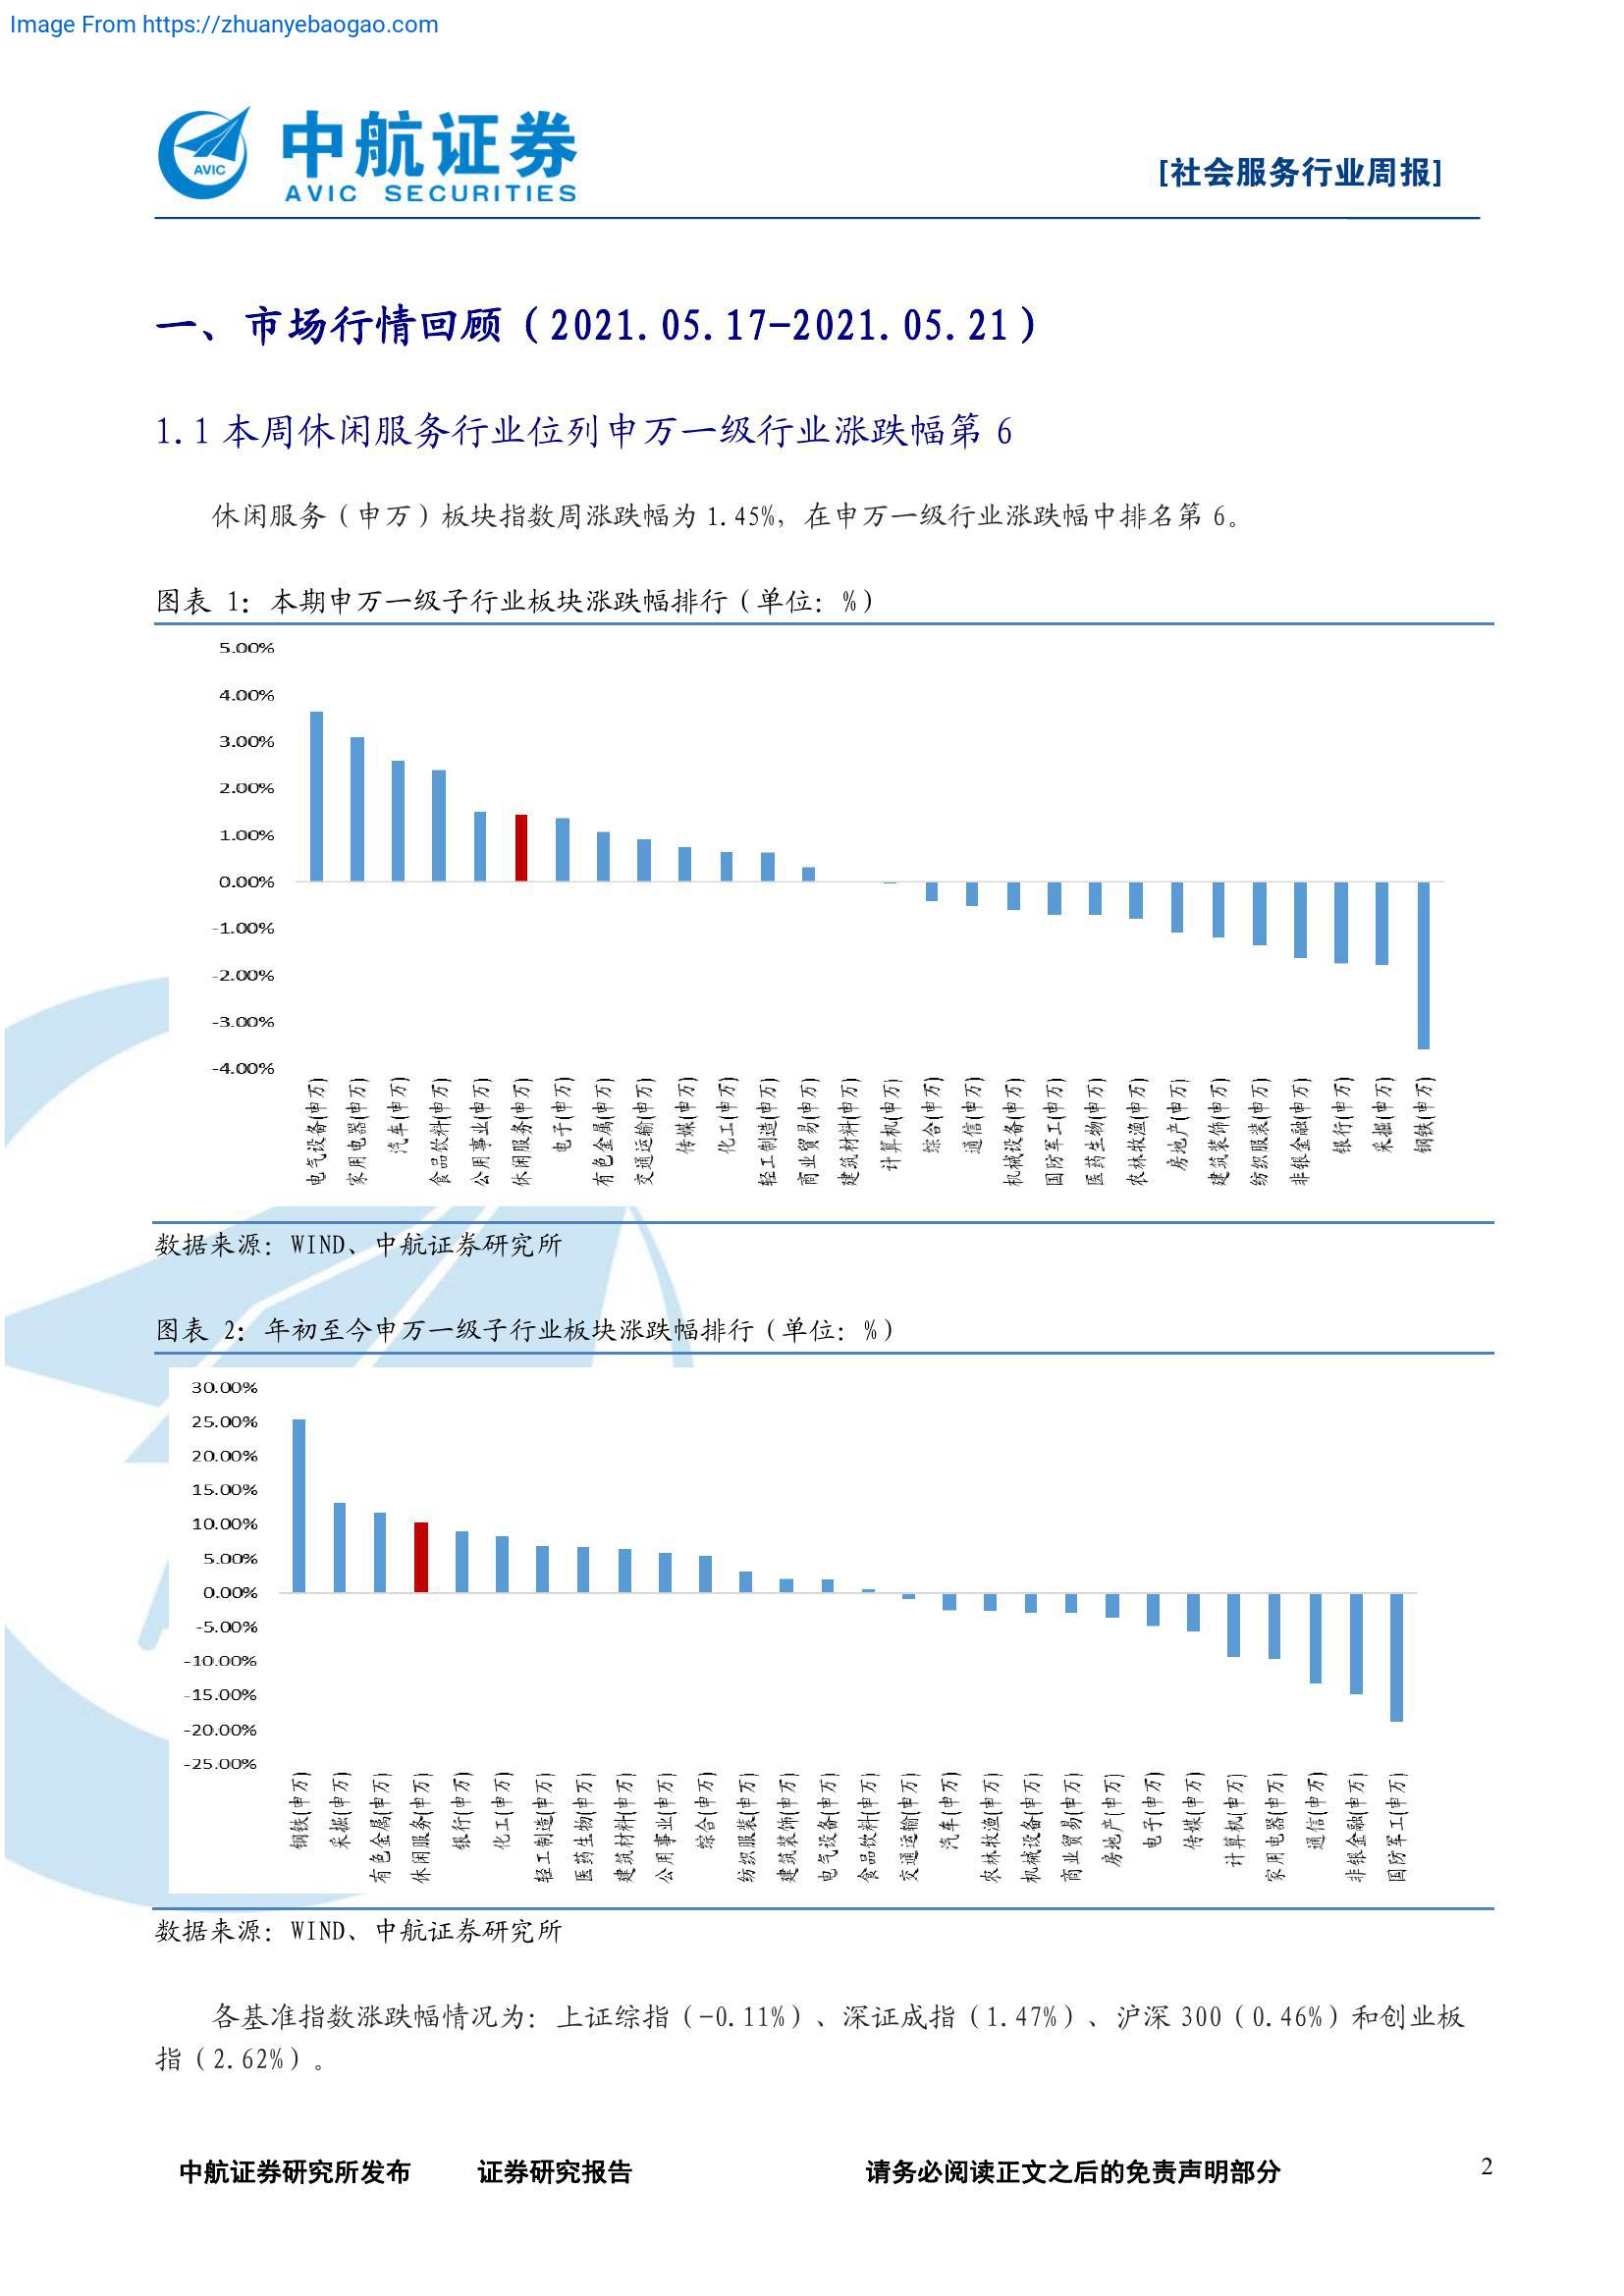 Image From https://zhuanyebaogao.com
AVIC
中航证券
AVIC SECURITIES
[社会服务行业周报]
一、市场行情回顾（2021.05.17-2021.05.21）
1.1 本周休闲服务行业位列申万一级行业涨跌幅第 6
休闲服务（申万）板块指数周涨跌幅为 1.45%，在申万一级行业涨跌幅中排名第 6。
图表 1：本期申万一级子行业板块涨跌幅排行（单位：%）
5.00%
4.00%
3.00%
2.00%
1.00%
0.00%
-1.00%
-2.00%
-3.00%
-4.00%
电气设备(申万)
家用电器(申万)
汽车(申万)
食品饮料(申万)
公用事业(申万)
休闲服务(申万)
电子(申万)
有色金属(申万)
交通运输(申万)
传媒(申万)
化工(申万)
轻工制造(申万)
商业贸易(申万)
建筑材料(申万)
计算机(申万)
综合(申万)
通信(申万)
机械设备(申万)
国防军工(申万)
医药生物(申万)
农林牧渔(申万)
房地产(申万)
建筑装饰(申万)
纺织服装(申万)
非银金融(申万)
银行(申万)
采掘(申万)
钢铁(申万)
数据来源：WIND、中航证券研究所
图表 2：年初至今申万一级子行业板块涨跌幅排行（单位：%）
30.00%
25.00%
20.00%
15.00%
10.00%
5.00%
0.00%
-5.00%
-10.00%
-15.00%
-20.00%
-25.00%
钢铁(申万)
采掘(申万)
有色金属(申万)
休闲服务(申万)
银行(申万)
化工(申万)
轻工制造(申万)
医药生物(申万)
建筑材料(申万)
公用事业(申万)
综合(申万)
纺织服装(申万)
建筑装饰(申万)
电气设备(申万)
食品饮料(申万)
交通运输(申万)
汽车(申万)
农林牧渔(申万)
机械设备(申万)
商业贸易(申万)
房地产(申万)
电子(申万)
传媒(申万)
计算机(申万)
家用电器(申万)
通信(申万)
非银金融(申万)
国防军工(申万)
数据来源：WIND、中航证券研究所
各基准指数涨跌幅情况为：上证综指（-0.11%）、深证成指（1.47%）、沪深 300（0.46%）和创业板
指（2.62%）。
中航证券研究所发布 证券研究报告 请务必阅读正文之后的免责声明部分 2